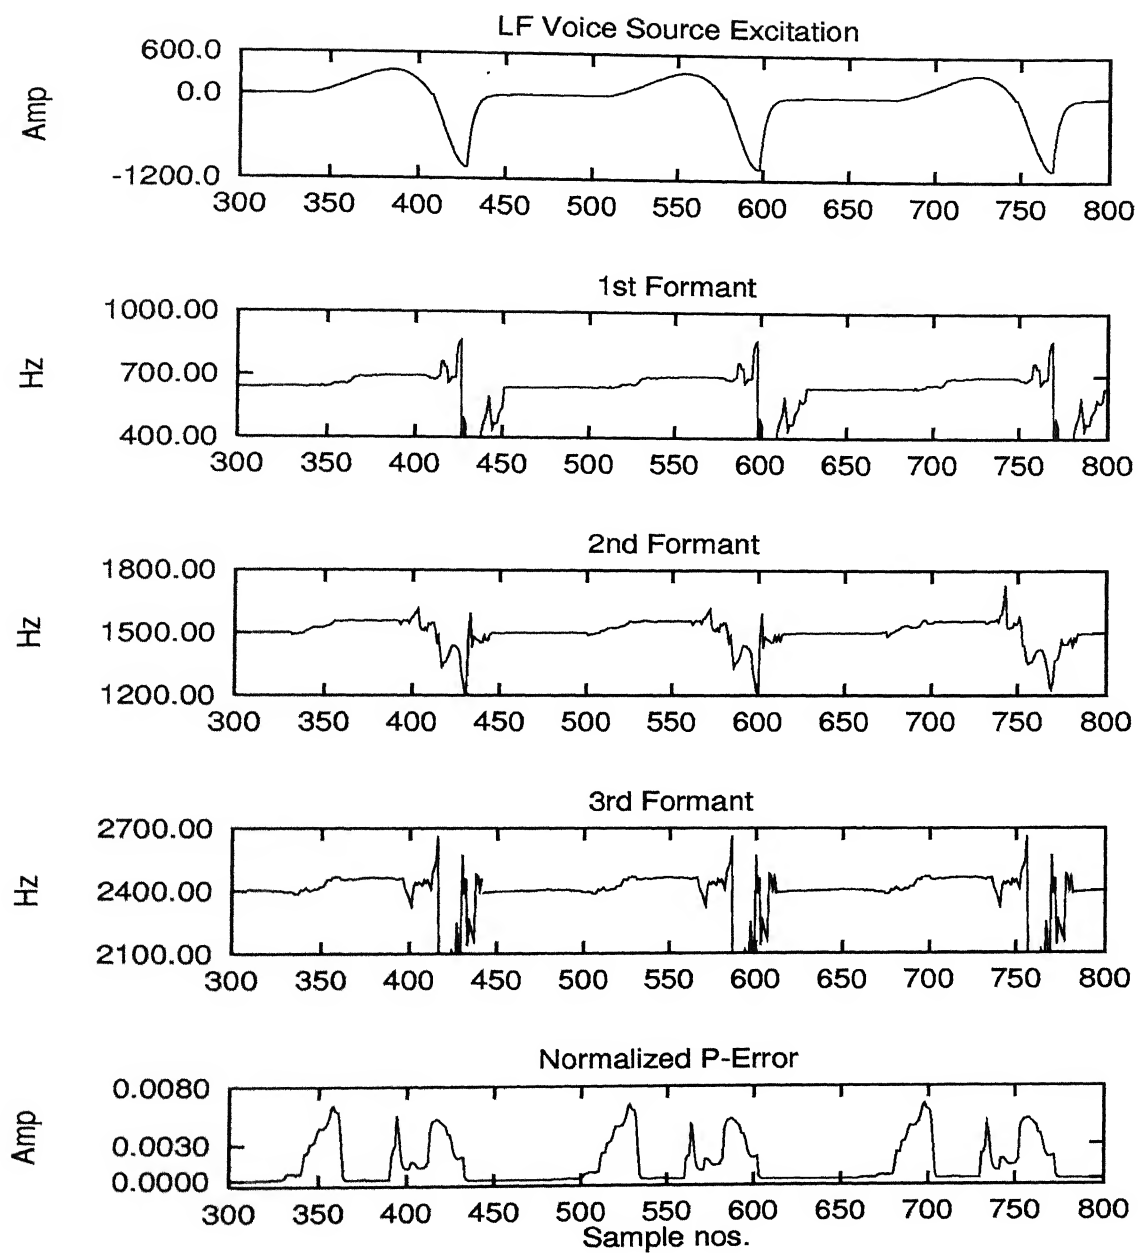 LF Voice Source Excitation
600.0
0.0
-1200.0
Amp
300 350 400 450 500 550 600 650 700 750 800
1st Formant
1000.00
700.00
400.00
Hz
300 350 400 450 500 550 600 650 700 750 800
2nd Formant
1800.00
1500.00
1200.00
Hz
300 350 400 450 500 550 600 650 700 750 800
3rd Formant
2700.00
2400.00
2100.00
Hz
300 350 400 450 500 550 600 650 700 750 800
Normalized P-Error
0.0080
0.0030
0.0000
Amp
300 350 400 450 500 550 600 650 700 750 800
Sample nos.